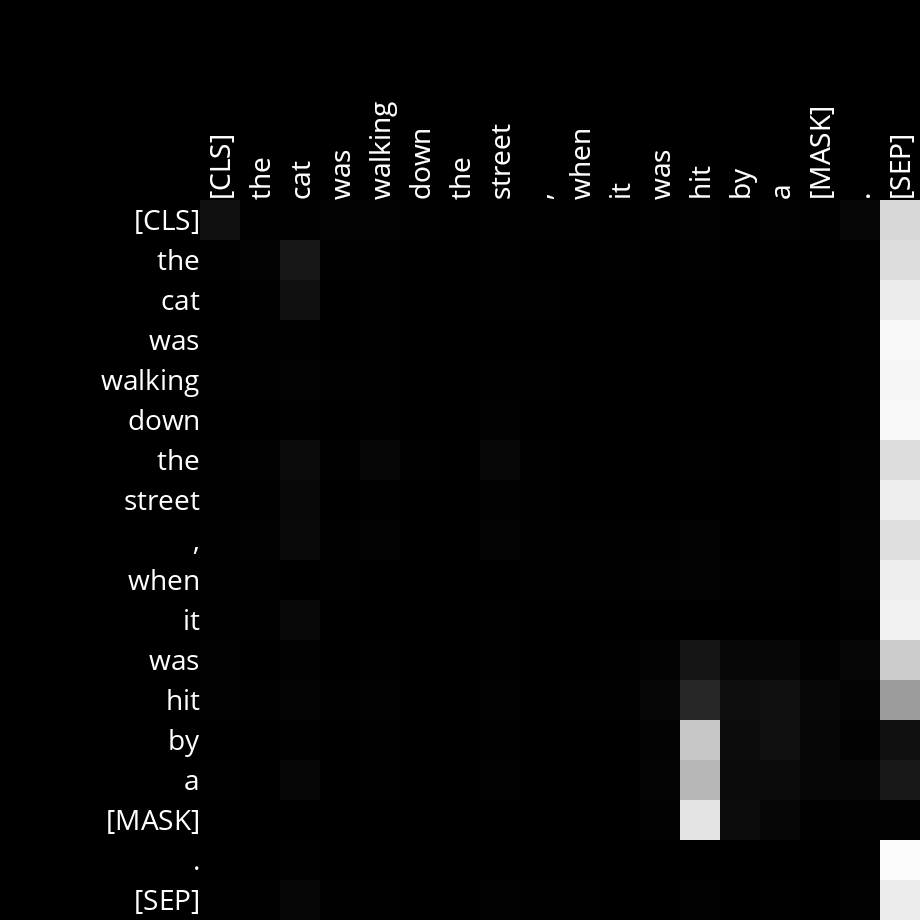 [CLS] the cat was walking down the street , when it was hit by a [MASK] . [SEP]
[CLS]
the
cat
was
walking
down
the
street
,
when
it
was
hit
by
a
[MASK]
.
[SEP]